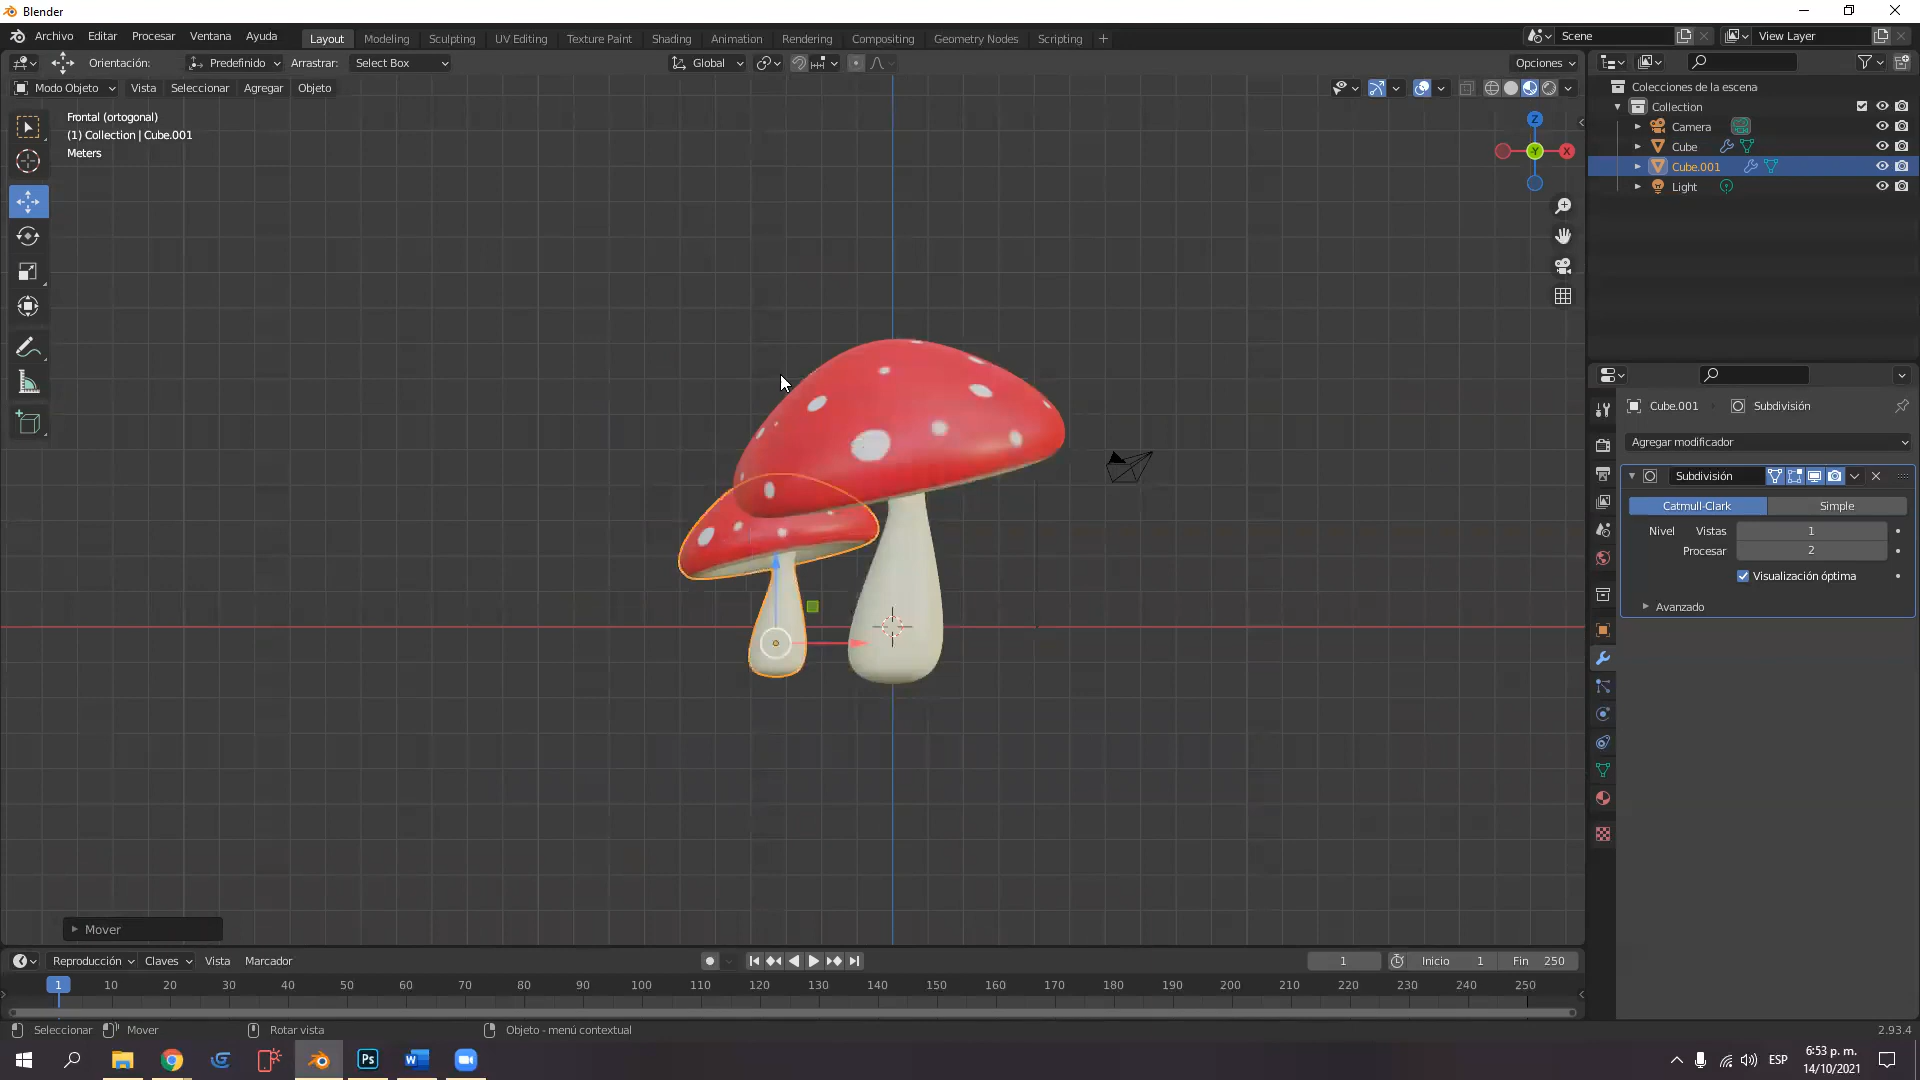 Blender
Archivo Editar Procesar Ventana Ayuda Layout Modeling Sculpting UV Editing Texture Paint Shading Animation Rendering Compositing Geometry Nodes Scripting + Scene View Layer
Orientación: Predefinido Arrastrar: Select Box Global Opciones
Modo Objeto Vista Seleccionar Agregar Objeto
Colecciones de la escena
Collection
Camera
Cube
Cube.001
Light
Frontal (ortogonal)
(1) Collection | Cube.001
Meters
Z
Y
X
Cube.001 Subdivisión
Agregar modificador
Subdivisión
Catmull-Clark Simple
Nivel Vistas 1
Procesar 2
Visualización óptima
Avanzado
Mover
Reproducción Claves Vista Marcador 1 Inicio 1 Fin 250
1 10 20 30 40 50 60 70 80 90 100 110 120 130 140 150 160 170 180 190 200 210 220 230 240 250
Seleccionar Mover Rotar vista Objeto - menú contextual 2.93.4
Ps
ESP
6:53 p. m.
14/10/2021